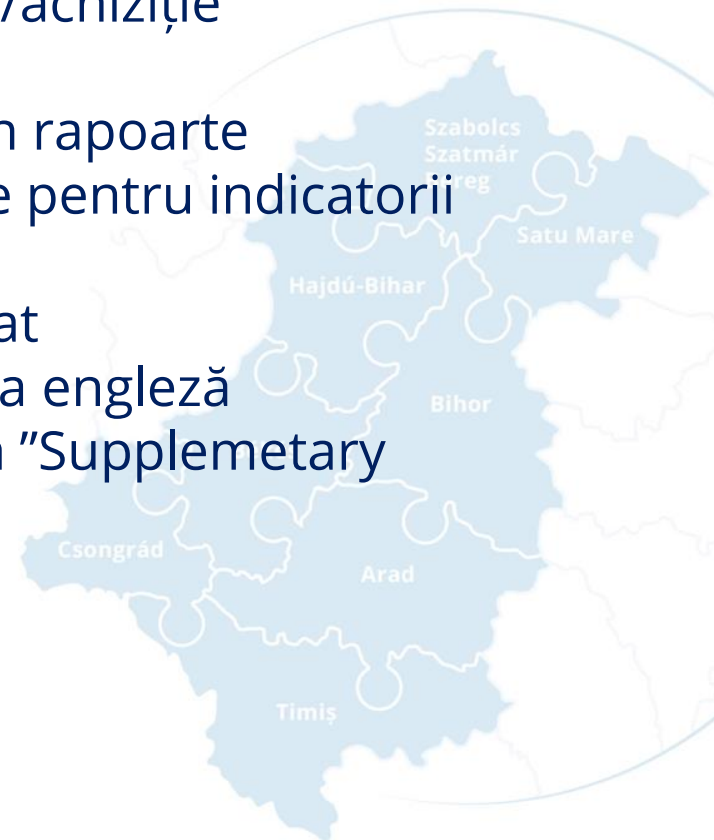 /achiziție
n rapoarte
e pentru indicatorii
at
a engleză
”Supplemetary
Szabolcs
Szatmár
Satu Mare
Hajdú-Bihar
Bihor
Csongrád
Arad
Timiș